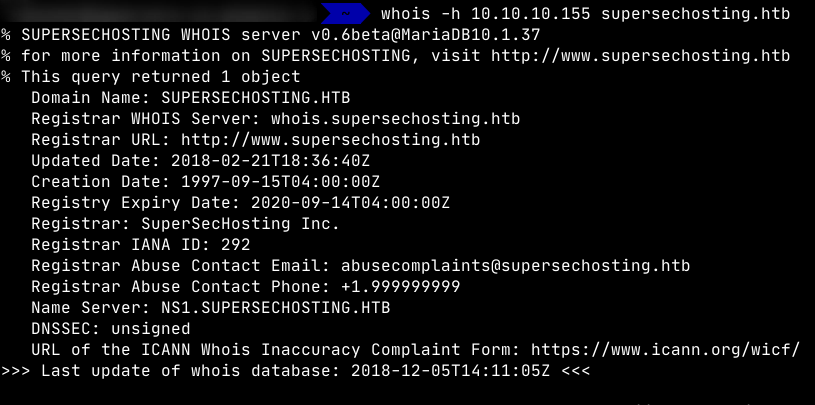 ~ whois -h 10.10.10.155 supersechosting.htb
% SUPERSECHOSTING WHOIS server v0.6beta@MariaDB10.1.37
% for more information on SUPERSECHOSTING, visit http://www.supersechosting.htb
% This query returned 1 object
Domain Name: SUPERSECHOSTING.HTB
Registrar WHOIS Server: whois.supersechosting.htb
Registrar URL: http://www.supersechosting.htb
Updated Date: 2018-02-21T18:36:40Z
Creation Date: 1997-09-15T04:00:00Z
Registry Expiry Date: 2020-09-14T04:00:00Z
Registrar: SuperSecHosting Inc.
Registrar IANA ID: 292
Registrar Abuse Contact Email: abusecomplaints@supersechosting.htb
Registrar Abuse Contact Phone: +1.999999999
Name Server: NS1.SUPERSECHOSTING.HTB
DNSSEC: unsigned
URL of the ICANN Whois Inaccuracy Complaint Form: https://www.icann.org/wicf/
>>> Last update of whois database: 2018-12-05T14:11:05Z <<<